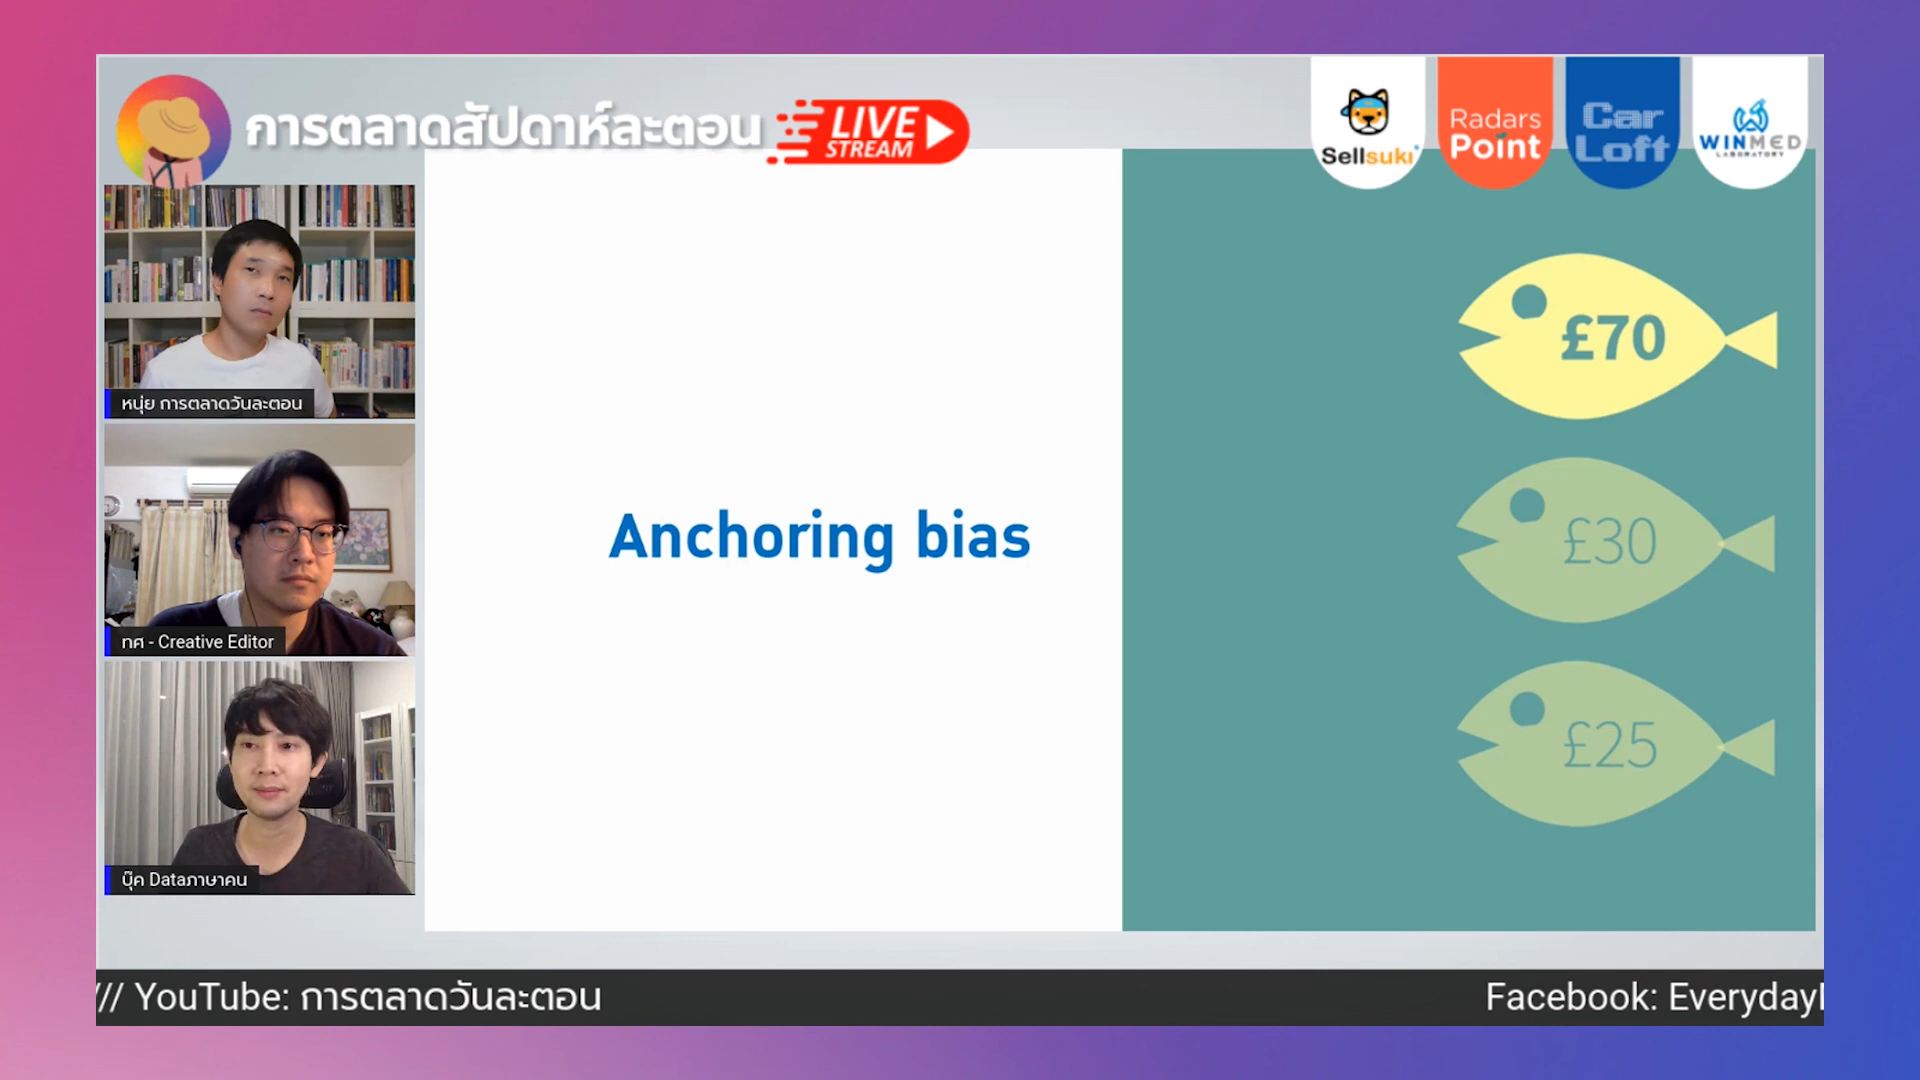 การตลาดสัปดาห์ละตอน
LIVE
STREAM
Sellsuki
Radars
Point
Car
Loft
WINMED
LABORATORY
หนุ่ย การตลาดวันละตอน
ทศ - Creative Editor
บุ๊ค Dataภาษาคน
Anchoring bias
£70
£30
£25
/// YouTube: การตลาดวันละตอน
Facebook: Everyday